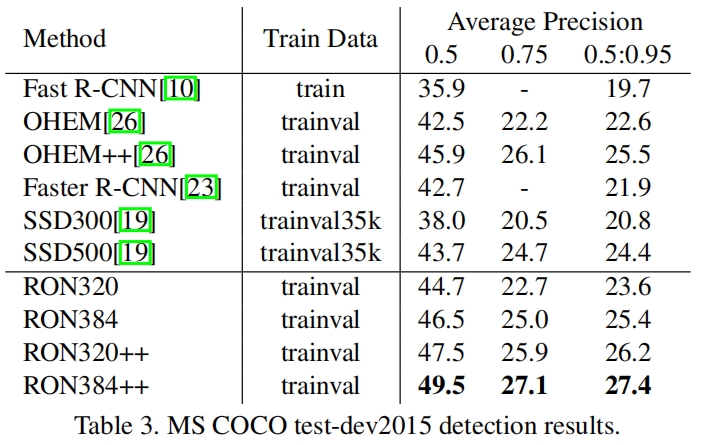 Method Train Data Average Precision
0.5 0.75 0.5:0.95
Fast R-CNN[10] train 35.9 - 19.7
OHEM[26] trainval 42.5 22.2 22.6
OHEM++[26] trainval 45.9 26.1 25.5
Faster R-CNN[23] trainval 42.7 - 21.9
SSD300[19] trainval35k 38.0 20.5 20.8
SSD500[19] trainval35k 43.7 24.7 24.4
RON320 trainval 44.7 22.7 23.6
RON384 trainval 46.5 25.0 25.4
RON320++ trainval 47.5 25.9 26.2
RON384++ trainval 49.5 27.1 27.4
Table 3. MS COCO test-dev2015 detection results.